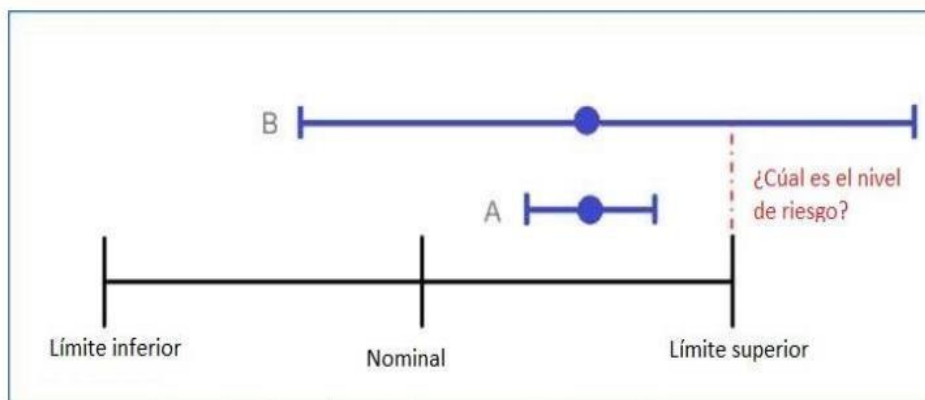 B
¿Cúal es el nivel
de riesgo?
A
Límite inferior
Nominal
Límite superior